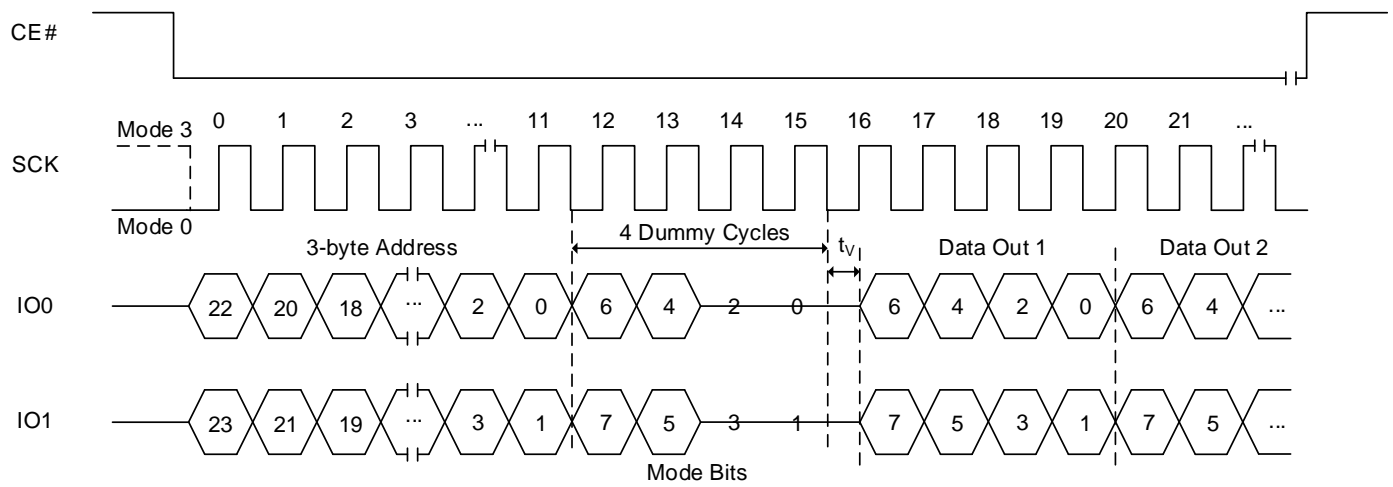 CE#
0 1 2 3 ... 11 12 13 14 15 16 17 18 19 20 21 ...
Mode 3
SCK
Mode 0
3-byte Address 4 Dummy Cycles tV Data Out 1 Data Out 2
IO0 22 20 18 ... 2 0 6 4 2 0 6 4 2 0 6 4 ...
IO1 23 21 19 ... 3 1 7 5 3 1 7 5 3 1 7 5 ...
Mode Bits